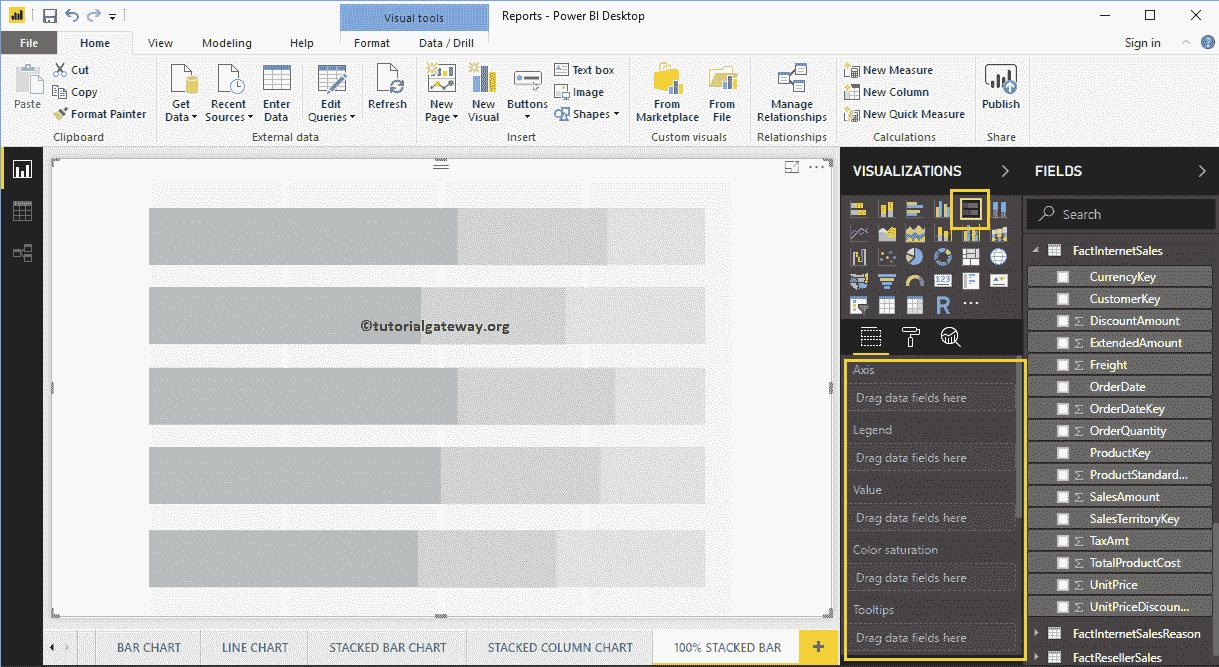 Visual tools
Reports - Power BI Desktop
File
Home
View
Modeling
Help
Format
Data / Drill
Sign in
Paste
Cut
Copy
Format Painter
Clipboard
Get Data
Recent Sources
Enter Data
Edit Queries
External data
Refresh
New Page
New Visual
Buttons
Text box
Image
Shapes
Insert
From Marketplace
From File
Custom visuals
Manage Relationships
Relationships
New Measure
New Column
New Quick Measure
Calculations
Publish
Share
©tutorialgateway.org
VISUALIZATIONS
123
R
Axis
Drag data fields here
Legend
Drag data fields here
Value
Drag data fields here
Color saturation
Drag data fields here
Tooltips
Drag data fields here
FIELDS
Search
FactInternetSales
CurrencyKey
CustomerKey
Σ DiscountAmount
Σ ExtendedAmount
Σ Freight
OrderDate
Σ OrderDateKey
Σ OrderQuantity
ProductKey
Σ ProductStandard...
Σ SalesAmount
SalesTerritoryKey
Σ TaxAmt
Σ TotalProductCost
Σ UnitPrice
Σ UnitPriceDiscoun...
FactInternetSalesReason
FactResellerSales
BAR CHART
LINE CHART
STACKED BAR CHART
STACKED COLUMN CHART
100% STACKED BAR
+